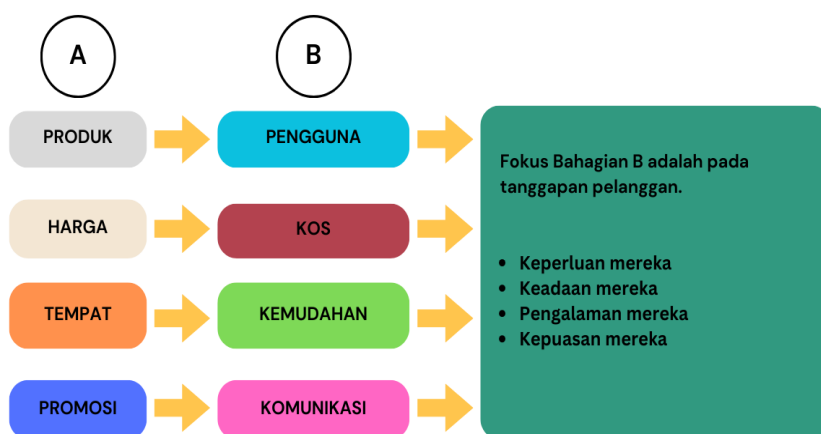 A
B
PRODUK
PENGGUNA
HARGA
KOS
TEMPAT
KEMUDAHAN
PROMOSI
KOMUNIKASI
Fokus Bahagian B adalah pada
tanggapan pelanggan.
• Keperluan mereka
• Keadaan mereka
• Pengalaman mereka
• Kepuasan mereka